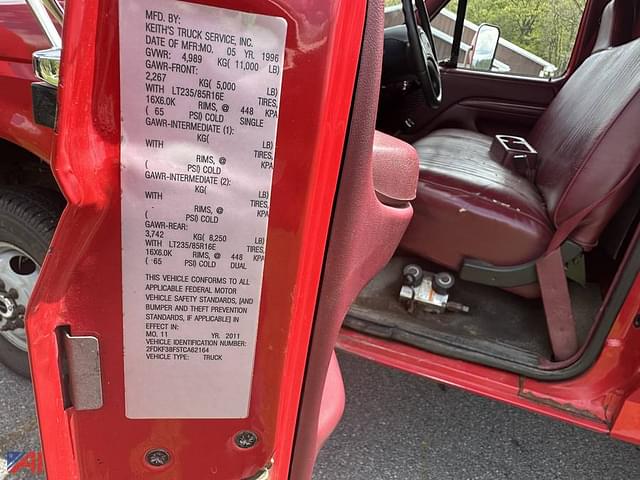 MFD. BY:
KEITH'S TRUCK SERVICE, INC.
DATE OF MFR:MO. 05 YR. 1996
GVWR: 4,989 KG( 11,000 LB)
GAWR-FRONT:
2,267 KG( 5,000 LB)
WITH LT235/85R16E TIRES,
16X6.0K RIMS, @ 448 KPA
( 65 PSI) COLD SINGLE
GAWR-INTERMEDIATE (1):
KG( LB)
WITH TIRES,
RIMS, @ KPA
( PSI) COLD
GAWR-INTERMEDIATE (2):
KG( LB)
WITH TIRES,
RIMS, @ KPA
( PSI) COLD
GAWR-REAR:
3,742 KG( 8,250 LB)
WITH LT235/85R16E TIRES,
16X6.0K RIMS, @ 448 KPA
( 65 PSI) COLD DUAL
THIS VEHICLE CONFORMS TO ALL
APPLICABLE FEDERAL MOTOR
VEHICLE SAFETY STANDARDS, [AND
BUMPER AND THEFT PREVENTION
STANDARDS, IF APPLICABLE] IN
EFFECT IN:
MO. 11 YR. 2011
VEHICLE IDENTIFICATION NUMBER:
2FDKF38F5TCA62164
VEHICLE TYPE: TRUCK
AI